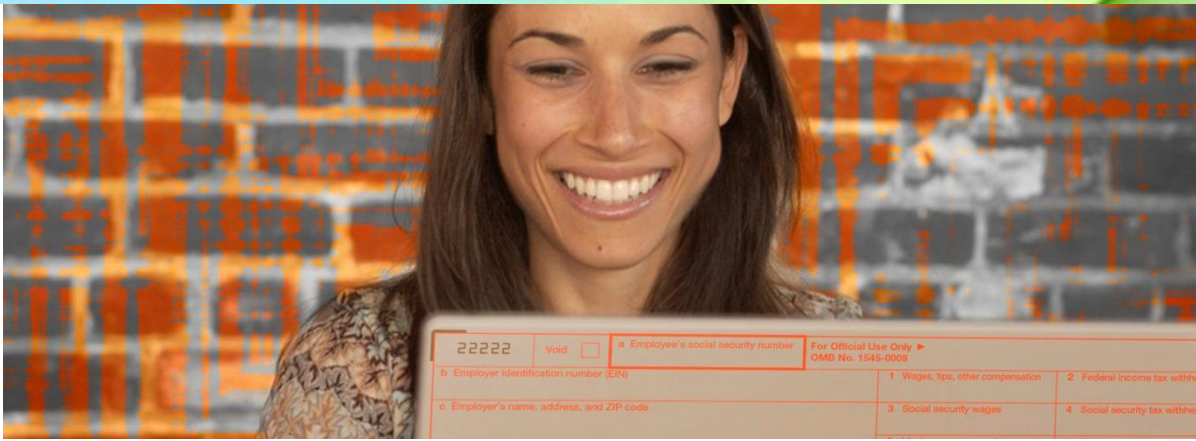 22222 Void a Employee's social security number For Official Use Only ►
OMB No. 1545-0008
b Employer identification number (EIN) 1 Wages, tips, other compensation 2 Federal income tax withhe
c Employer's name, address, and ZIP code 3 Social security wages 4 Social security tax withhe